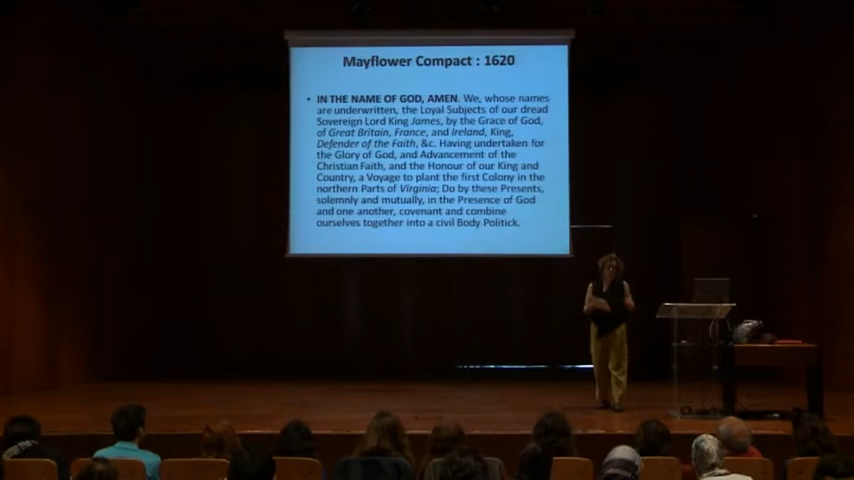 Mayflower Compact : 1620
• IN THE NAME OF GOD, AMEN. We, whose names
are underwritten, the Loyal Subjects of our dread
Sovereign Lord King James, by the Grace of God,
of Great Britain, France, and Ireland, King,
Defender of the Faith, &c. Having undertaken for
the Glory of God, and Advancement of the
Christian Faith, and the Honour of our King and
Country, a Voyage to plant the first Colony in the
northern Parts of Virginia; Do by these Presents,
solemnly and mutually, in the Presence of God
and one another, covenant and combine
ourselves together into a civil Body Politick.